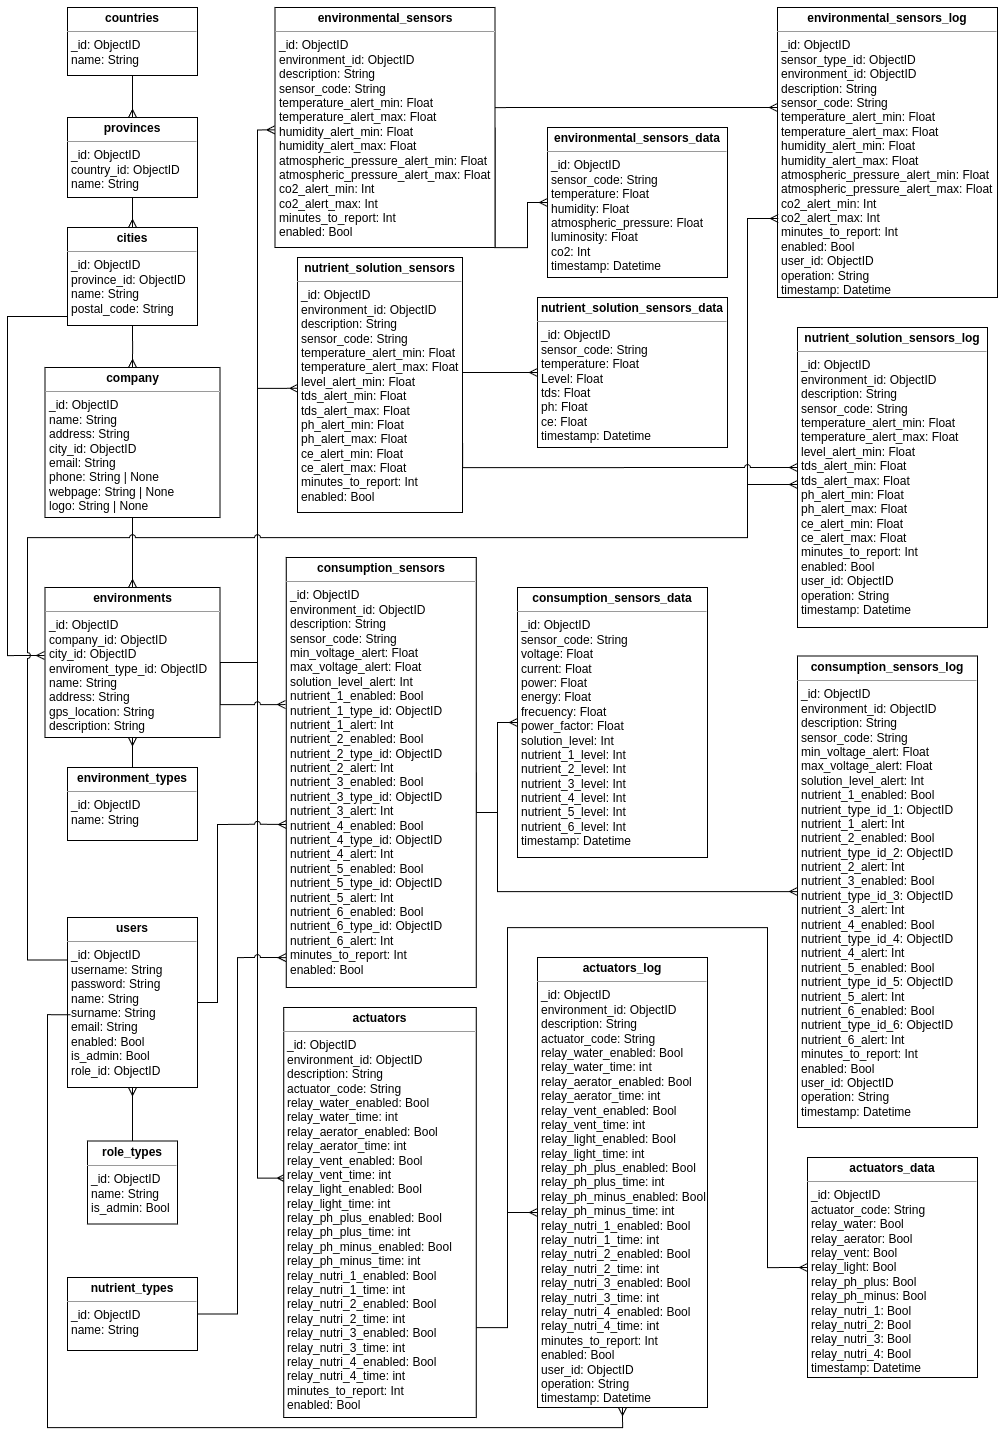 countries
_id: ObjectID
name: String
provinces
_id: ObjectID
country_id: ObjectID
name: String
cities
_id: ObjectID
province_id: ObjectID
name: String
postal_code: String
company
_id: ObjectID
name: String
address: String
city_id: ObjectID
email: String
phone: String | None
webpage: String | None
logo: String | None
environments
_id: ObjectID
company_id: ObjectID
city_id: ObjectID
enviroment_type_id: ObjectID
name: String
address: String
gps_location: String
description: String
environment_types
_id: ObjectID
name: String
users
_id: ObjectID
username: String
password: String
name: String
surname: String
email: String
enabled: Bool
is_admin: Bool
role_id: ObjectID
role_types
_id: ObjectID
name: String
is_admin: Bool
nutrient_types
_id: ObjectID
name: String
environmental_sensors
_id: ObjectID
environment_id: ObjectID
description: String
sensor_code: String
temperature_alert_min: Float
temperature_alert_max: Float
humidity_alert_min: Float
humidity_alert_max: Float
atmospheric_pressure_alert_min: Float
atmospheric_pressure_alert_max: Float
co2_alert_min: Int
co2_alert_max: Int
minutes_to_report: Int
enabled: Bool
nutrient_solution_sensors
_id: ObjectID
environment_id: ObjectID
description: String
sensor_code: String
temperature_alert_min: Float
temperature_alert_max: Float
level_alert_min: Float
tds_alert_min: Float
tds_alert_max: Float
ph_alert_min: Float
ph_alert_max: Float
ce_alert_min: Float
ce_alert_max: Float
minutes_to_report: Int
enabled: Bool
consumption_sensors
_id: ObjectID
environment_id: ObjectID
description: String
sensor_code: String
min_voltage_alert: Float
max_voltage_alert: Float
solution_level_alert: Int
nutrient_1_enabled: Bool
nutrient_1_type_id: ObjectID
nutrient_1_alert: Int
nutrient_2_enabled: Bool
nutrient_2_type_id: ObjectID
nutrient_2_alert: Int
nutrient_3_enabled: Bool
nutrient_3_type_id: ObjectID
nutrient_3_alert: Int
nutrient_4_enabled: Bool
nutrient_4_type_id: ObjectID
nutrient_4_alert: Int
nutrient_5_enabled: Bool
nutrient_5_type_id: ObjectID
nutrient_5_alert: Int
nutrient_6_enabled: Bool
nutrient_6_type_id: ObjectID
nutrient_6_alert: Int
minutes_to_report: Int
enabled: Bool
actuators
_id: ObjectID
environment_id: ObjectID
description: String
actuator_code: String
relay_water_enabled: Bool
relay_water_time: int
relay_aerator_enabled: Bool
relay_aerator_time: int
relay_vent_enabled: Bool
relay_vent_time: int
relay_light_enabled: Bool
relay_light_time: int
relay_ph_plus_enabled: Bool
relay_ph_plus_time: int
relay_ph_minus_enabled: Bool
relay_ph_minus_time: int
relay_nutri_1_enabled: Bool
relay_nutri_1_time: int
relay_nutri_2_enabled: Bool
relay_nutri_2_time: int
relay_nutri_3_enabled: Bool
relay_nutri_3_time: int
relay_nutri_4_enabled: Bool
relay_nutri_4_time: int
minutes_to_report: Int
enabled: Bool
environmental_sensors_data
_id: ObjectID
sensor_code: String
temperature: Float
humidity: Float
atmospheric_pressure: Float
luminosity: Float
co2: Int
timestamp: Datetime
nutrient_solution_sensors_data
_id: ObjectID
sensor_code: String
temperature: Float
Level: Float
tds: Float
ph: Float
ce: Float
timestamp: Datetime
consumption_sensors_data
_id: ObjectID
sensor_code: String
voltage: Float
current: Float
power: Float
energy: Float
frecuency: Float
power_factor: Float
solution_level: Int
nutrient_1_level: Int
nutrient_2_level: Int
nutrient_3_level: Int
nutrient_4_level: Int
nutrient_5_level: Int
nutrient_6_level: Int
timestamp: Datetime
actuators_log
_id: ObjectID
environment_id: ObjectID
description: String
actuator_code: String
relay_water_enabled: Bool
relay_water_time: int
relay_aerator_enabled: Bool
relay_aerator_time: int
relay_vent_enabled: Bool
relay_vent_time: int
relay_light_enabled: Bool
relay_light_time: int
relay_ph_plus_enabled: Bool
relay_ph_plus_time: int
relay_ph_minus_enabled: Bool
relay_ph_minus_time: int
relay_nutri_1_enabled: Bool
relay_nutri_1_time: int
relay_nutri_2_enabled: Bool
relay_nutri_2_time: int
relay_nutri_3_enabled: Bool
relay_nutri_3_time: int
relay_nutri_4_enabled: Bool
relay_nutri_4_time: int
minutes_to_report: Int
enabled: Bool
user_id: ObjectID
operation: String
timestamp: Datetime
environmental_sensors_log
_id: ObjectID
sensor_type_id: ObjectID
environment_id: ObjectID
description: String
sensor_code: String
temperature_alert_min: Float
temperature_alert_max: Float
humidity_alert_min: Float
humidity_alert_max: Float
atmospheric_pressure_alert_min: Float
atmospheric_pressure_alert_max: Float
co2_alert_min: Int
co2_alert_max: Int
minutes_to_report: Int
enabled: Bool
user_id: ObjectID
operation: String
timestamp: Datetime
nutrient_solution_sensors_log
_id: ObjectID
environment_id: ObjectID
description: String
sensor_code: String
temperature_alert_min: Float
temperature_alert_max: Float
level_alert_min: Float
tds_alert_min: Float
tds_alert_max: Float
ph_alert_min: Float
ph_alert_max: Float
ce_alert_min: Float
ce_alert_max: Float
minutes_to_report: Int
enabled: Bool
user_id: ObjectID
operation: String
timestamp: Datetime
consumption_sensors_log
_id: ObjectID
environment_id: ObjectID
description: String
sensor_code: String
min_voltage_alert: Float
max_voltage_alert: Float
solution_level_alert: Int
nutrient_1_enabled: Bool
nutrient_type_id_1: ObjectID
nutrient_1_alert: Int
nutrient_2_enabled: Bool
nutrient_type_id_2: ObjectID
nutrient_2_alert: Int
nutrient_3_enabled: Bool
nutrient_type_id_3: ObjectID
nutrient_3_alert: Int
nutrient_4_enabled: Bool
nutrient_type_id_4: ObjectID
nutrient_4_alert: Int
nutrient_5_enabled: Bool
nutrient_type_id_5: ObjectID
nutrient_5_alert: Int
nutrient_6_enabled: Bool
nutrient_type_id_6: ObjectID
nutrient_6_alert: Int
minutes_to_report: Int
enabled: Bool
user_id: ObjectID
operation: String
timestamp: Datetime
actuators_data
_id: ObjectID
actuator_code: String
relay_water: Bool
relay_aerator: Bool
relay_vent: Bool
relay_light: Bool
relay_ph_plus: Bool
relay_ph_minus: Bool
relay_nutri_1: Bool
relay_nutri_2: Bool
relay_nutri_3: Bool
relay_nutri_4: Bool
timestamp: Datetime